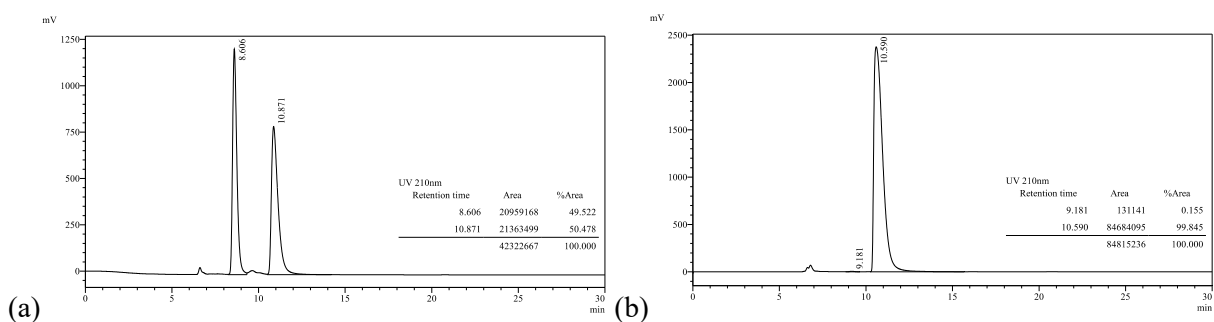 mV
1250
1000
750
500
250
0
0 5 10 15 20 25 30
min
8.606
10.871
UV 210nm
Retention time Area %Area
8.606 20959168 49.522
10.871 21363499 50.478
42322667 100.000
(a)
mV
2500
2000
1500
1000
500
0
0 5 10 15 20 25 30
min
9.181
10.590
UV 210nm
Retention time Area %Area
9.181 131141 0.155
10.590 84684095 99.845
84815236 100.000
(b)